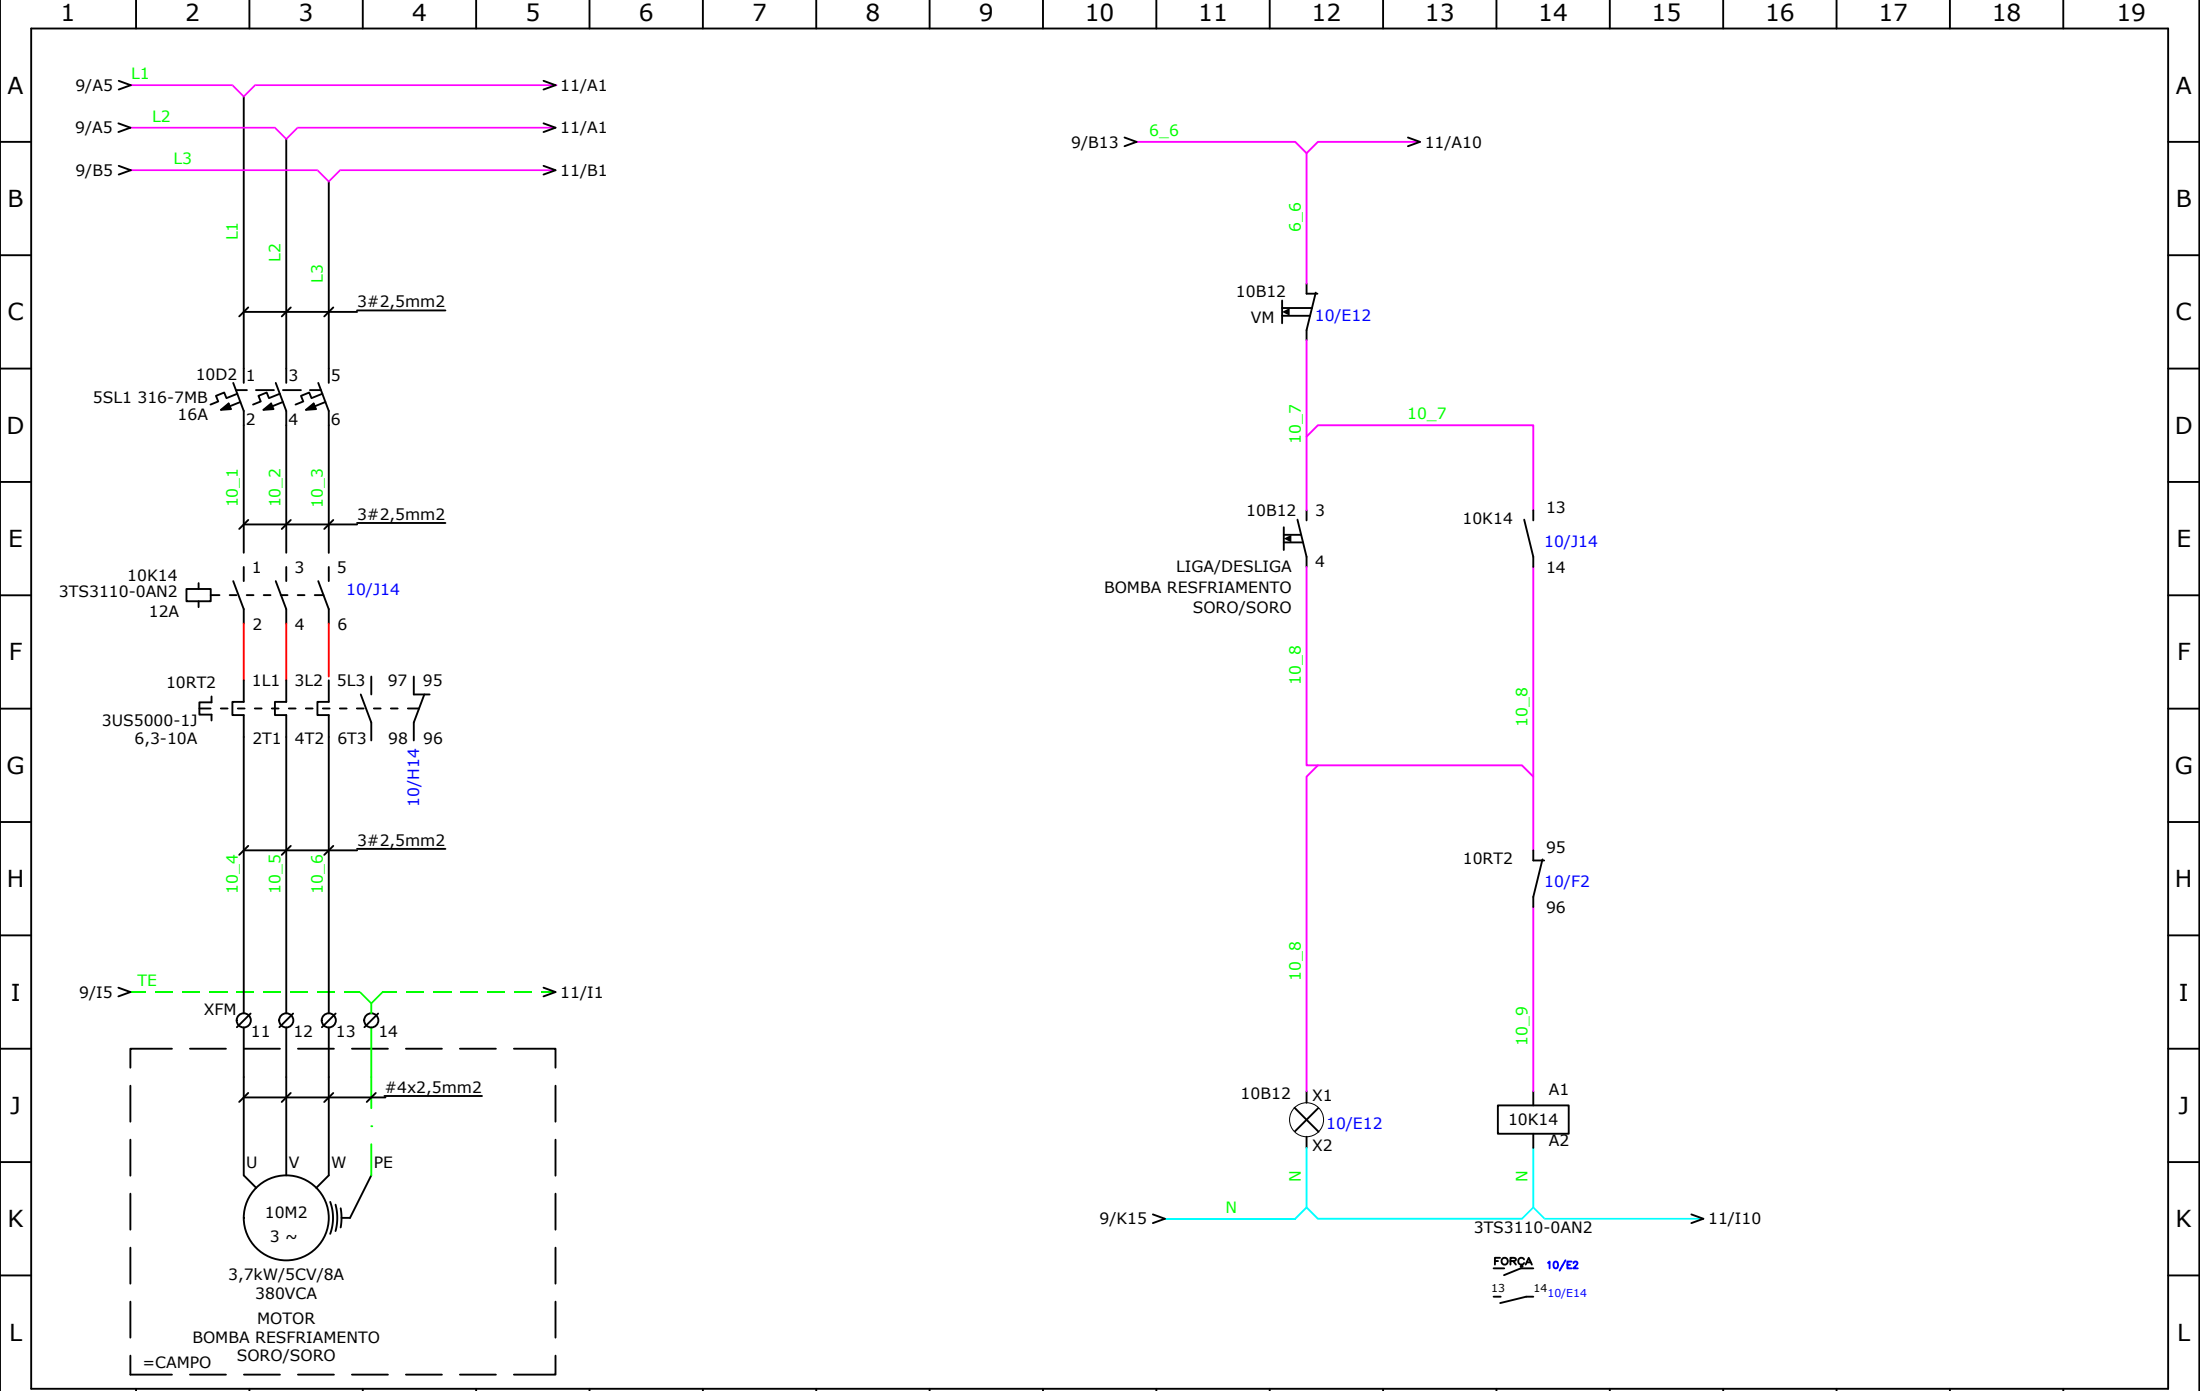 1 2 3 4 5 6 7 8 9 10 11 12 13 14 15 16 17 18 19
A A
B B
C C
D D
E E
F F
G G
H H
I I
J J
K K
L L
9/A5 L1 11/A1
9/A5 L2 11/A1
9/B5 L3 11/B1
L1
L2
L3
3#2,5mm2
10D2 1 3 5
5SL1 316-7MB
16A
2 4 6
10_1
10_2
10_3
3#2,5mm2
1 3 5
10K14
3TS3110-0AN2
12A
10/J14
2 4 6
10RT2 1L1 3L2 5L3 97 95
3US5000-1J
6,3-10A
2T1 4T2 6T3 98 96
10/H14
3#2,5mm2
10_4
10_5
10_6
9/I5 TE 11/I1
XFM 11 12 13 14
#4x2,5mm2
U V W PE
10M2
3 ~
3,7kW/5CV/8A
380VCA
MOTOR
BOMBA RESFRIAMENTO
SORO/SORO
=CAMPO
9/B13 6_6 11/A10
6_6
10B12
VM 10/E12
10_7
10_7
10B12 3
4
LIGA/DESLIGA
BOMBA RESFRIAMENTO
SORO/SORO
13
10K14
10/J14
14
10_8
10_8
95
10RT2
10/F2
96
10_8
10_9
10B12 X1
10/E12
X2
A1
10K14
A2
N N
9/K15 N 11/I10
3TS3110-0AN2
FORÇA 10/E2
13 14 10/E14